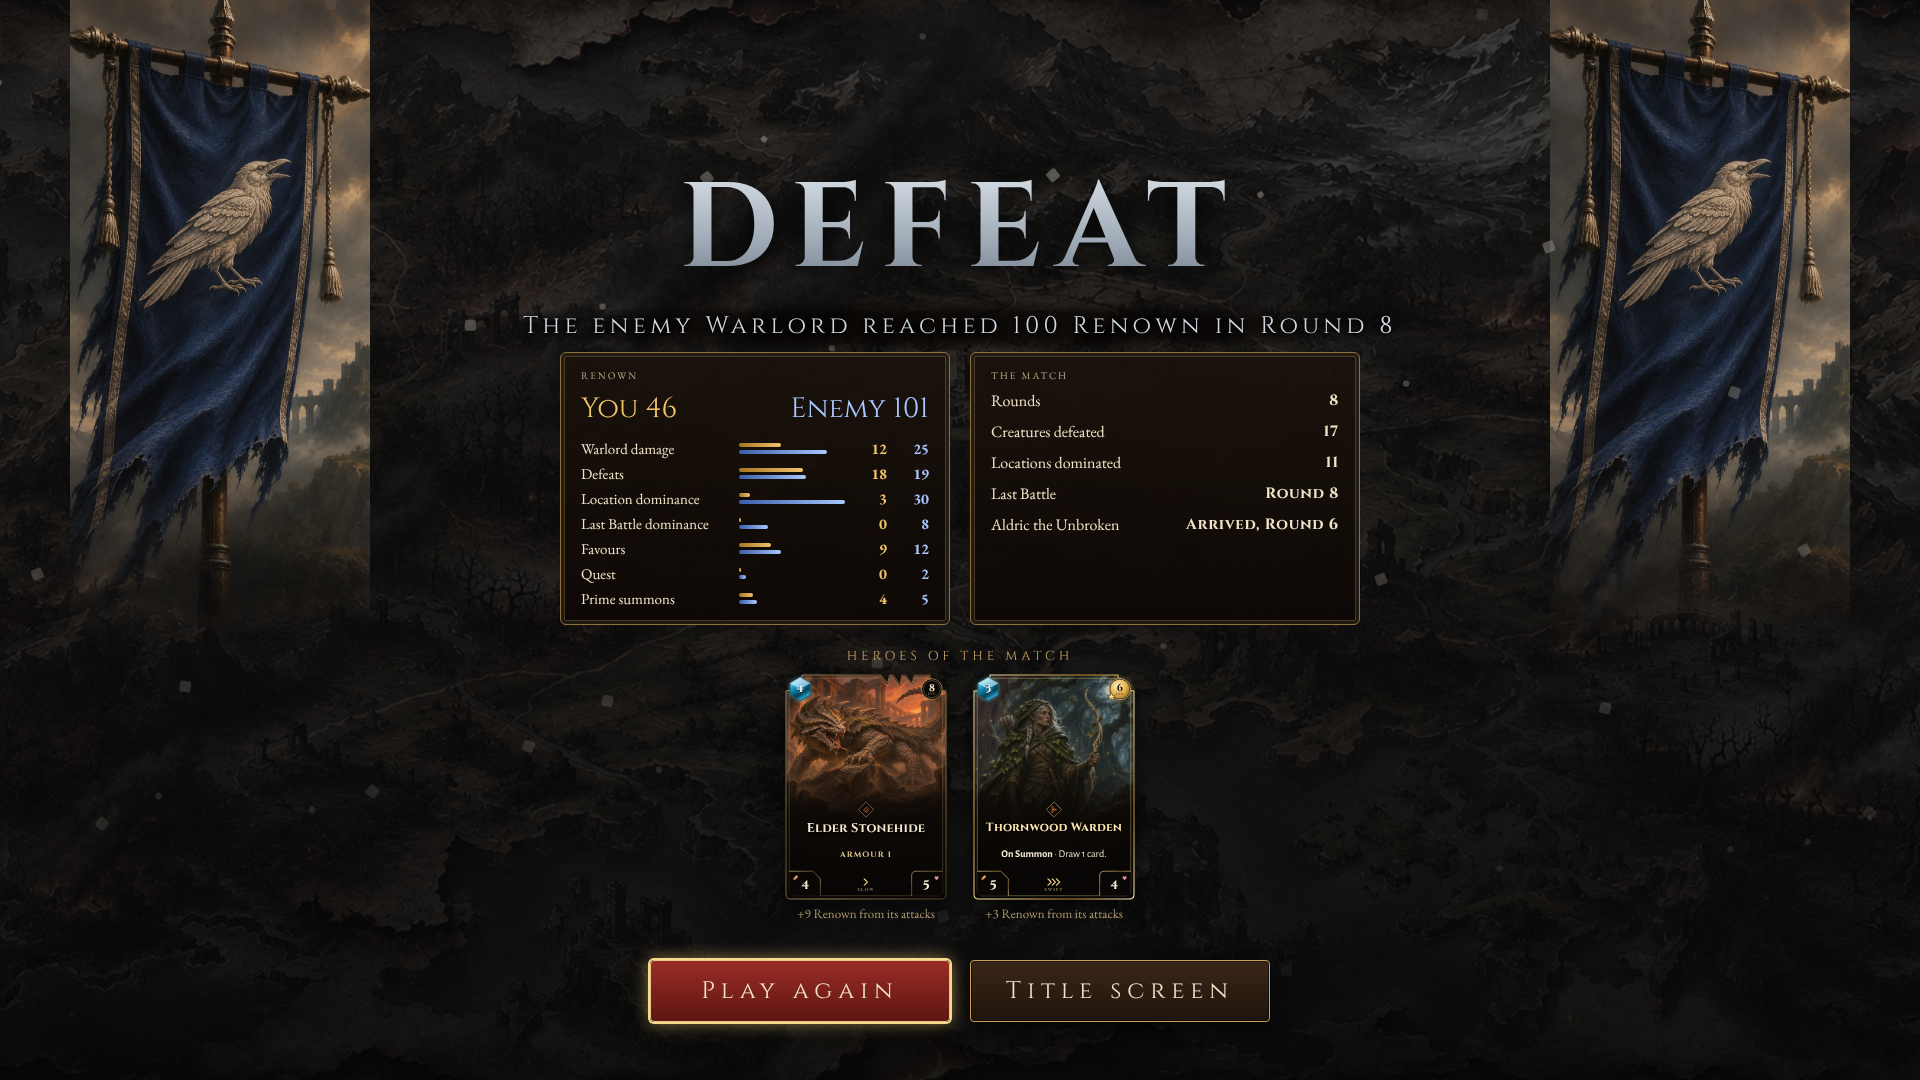 DEFEAT
The enemy Warlord reached 100 Renown in Round 8
RENOWN
You 46 Enemy 101
Warlord damage 12 25
Defeats 18 19
Location dominance 3 30
Last Battle dominance 0 8
Favours 9 12
Quest 0 2
Prime summons 4 5
THE MATCH
Rounds 8
Creatures defeated 17
Locations dominated 11
Last Battle Round 8
Aldric the Unbroken Arrived, Round 6
HEROES OF THE MATCH
4 8
Elder Stonehide
ARMOUR 1
4 SLOW 5
+9 Renown from its attacks
3 6
Thornwood Warden
On Summon · Draw 1 card.
5 SWIFT 4
+3 Renown from its attacks
Play again
Title screen